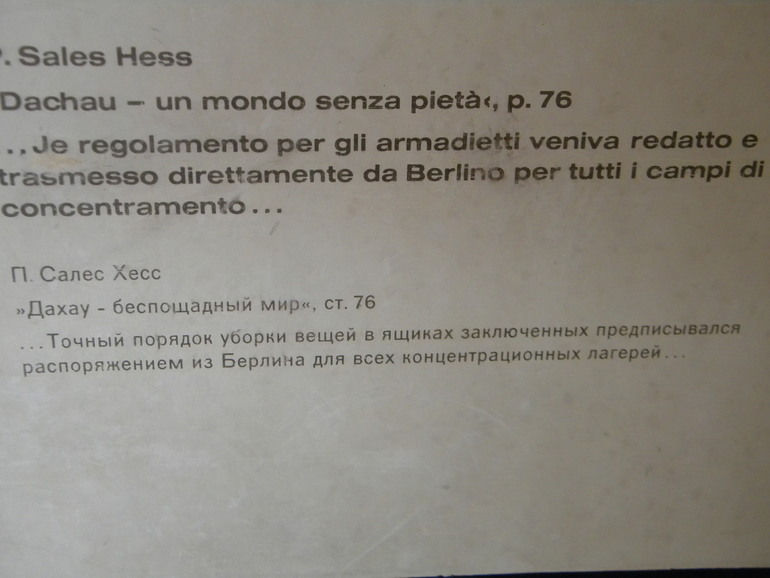 P. Sales Hess
Dachau – un mondo senza pietà‹, p. 76
...Je regolamento per gli armadietti veniva redatto e
trasmesso direttamente da Berlino per tutti i campi di
concentramento...
П. Салес Хесс
»Дахау - беспощадный мир«, ст. 76
...Точный порядок уборки вещей в ящиках заключенных предписывался
распоряжением из Берлина для всех концентрационных лагерей...